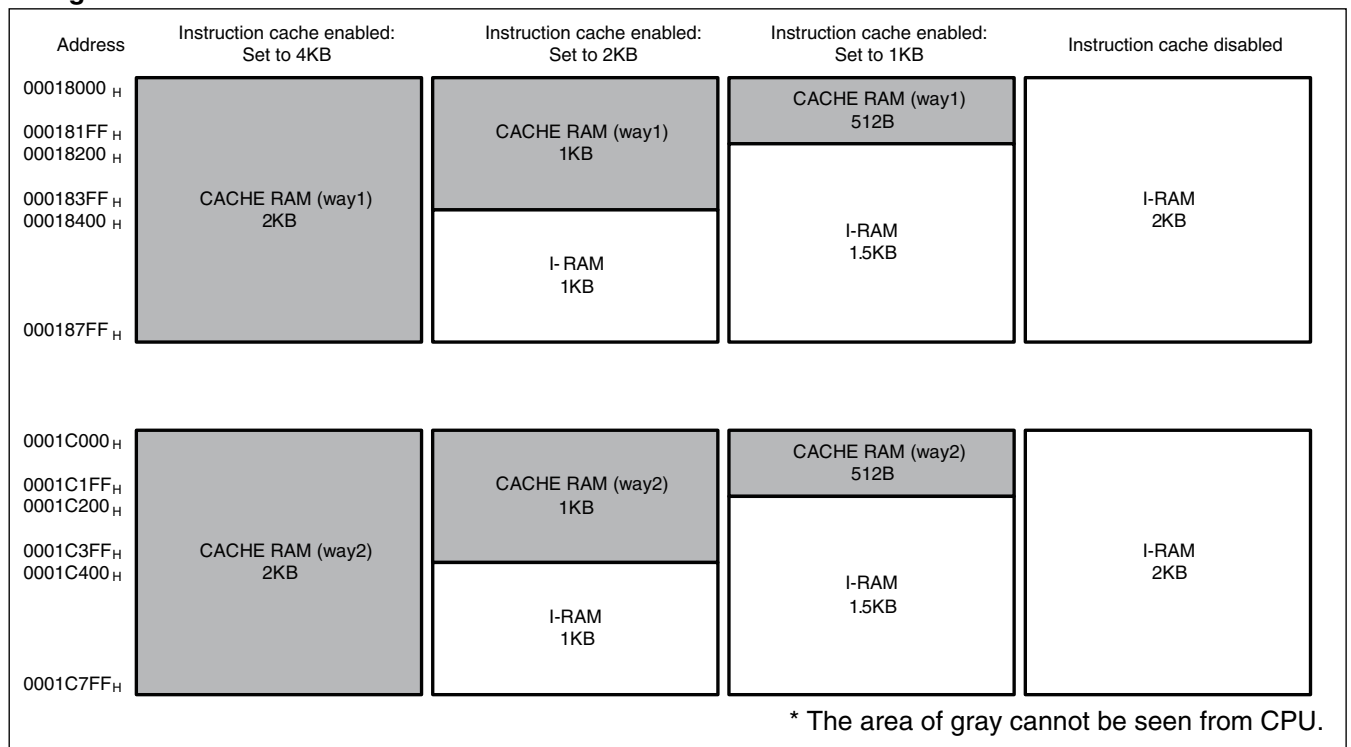 Address
Instruction cache enabled:
Set to 4KB
Instruction cache enabled:
Set to 2KB
Instruction cache enabled:
Set to 1KB
Instruction cache disabled
00018000 H
000181FF H
00018200 H
000183FF H
00018400 H
000187FF H
CACHE RAM (way1)
2KB
CACHE RAM (way1)
1KB
I- RAM
1KB
CACHE RAM (way1)
512B
I-RAM
1.5KB
I-RAM
2KB
0001C000 H
0001C1FF H
0001C200 H
0001C3FF H
0001C400 H
0001C7FF H
CACHE RAM (way2)
2KB
CACHE RAM (way2)
1KB
I-RAM
1KB
CACHE RAM (way2)
512B
I-RAM
1.5KB
I-RAM
2KB
* The area of gray cannot be seen from CPU.